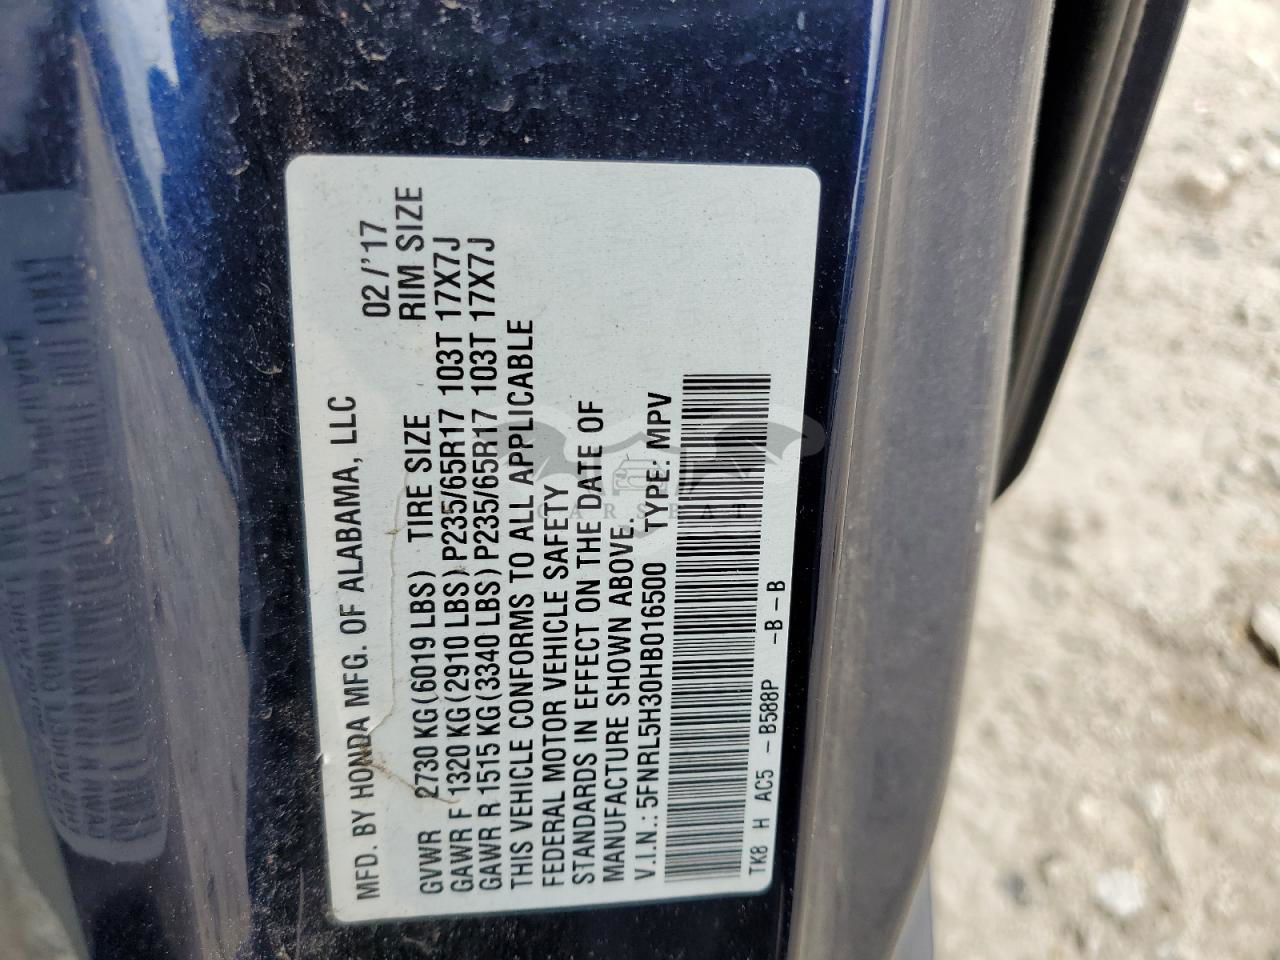 MFD. BY HONDA MFG. OF ALABAMA, LLC 02/'17
GVWR 2730 KG (6019 LBS) TIRE SIZE RIM SIZE
GAWR F 1320 KG (2910 LBS) P235/65R17 103T 17X7J
GAWR R 1515 KG (3340 LBS) P235/65R17 103T 17X7J
THIS VEHICLE CONFORMS TO ALL APPLICABLE
FEDERAL MOTOR VEHICLE SAFETY
STANDARDS IN EFFECT ON THE DATE OF
MANUFACTURE SHOWN ABOVE.
V.I.N.: 5FNRL5H30HB016500 TYPE: MPV
TK8 H AC5 - B588P -B-B
CARSBAT